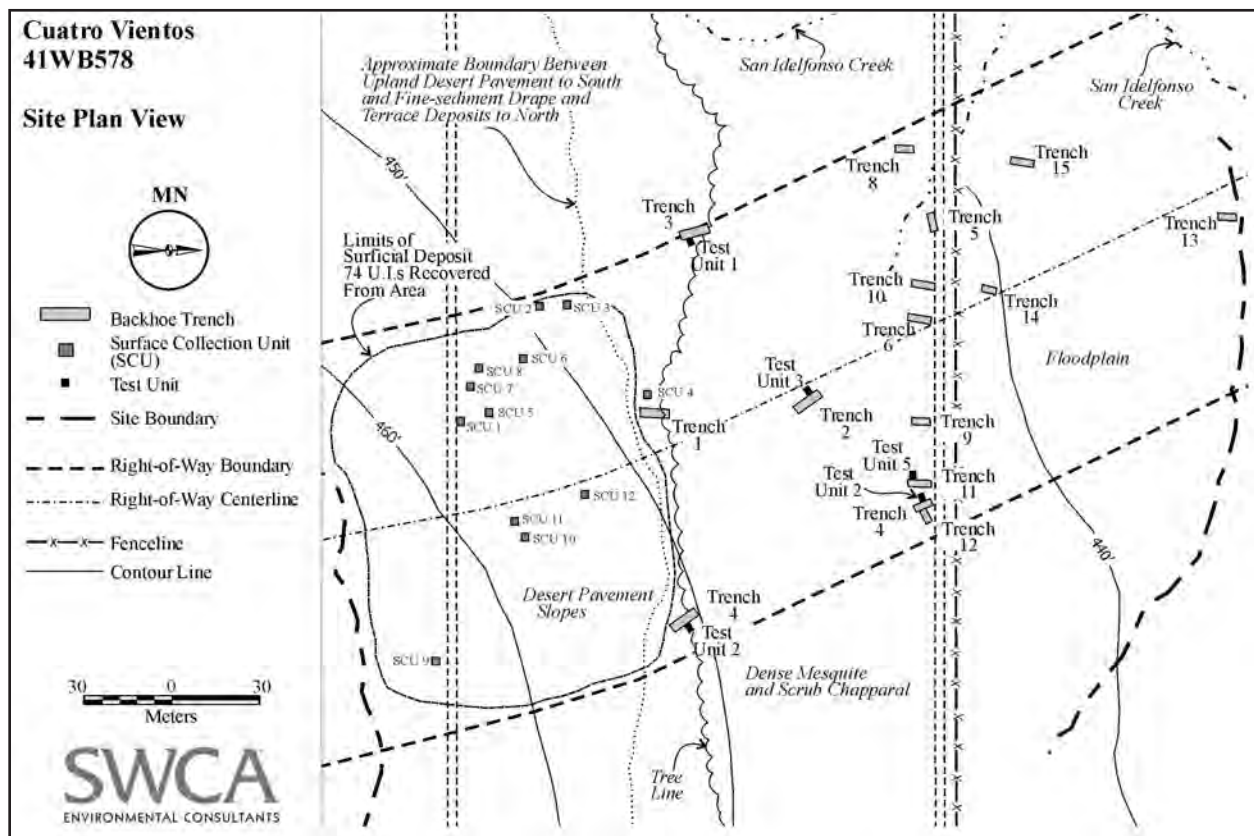 Cuatro Vientos
41WB578
Site Plan View
MN
Backhoe Trench
Surface Collection Unit
(SCU)
Test Unit
Site Boundary
Right-of-Way Boundary
Right-of-Way Centerline
Fenceline
Contour Line
30 0 30
Meters
SWCA
ENVIRONMENTAL CONSULTANTS
Approximate Boundary Between
Upland Desert Pavement to South
and Fine-sediment Drape and
Terrace Deposits to North
San Idelfonso Creek
San Idelfonso
Creek
450'
Limits of
Surficial Deposit
74 U.I.s Recovered
From Area
Trench
3
Test
Unit 1
Trench
8
Trench
15
Trench
5
Trench
13
Trench
10
Trench
14
Trench
6
Floodplain
SCU 2
SCU 3
SCU 6
SCU 8
SCU 7
SCU 5
SCU 1
SCU 4
Trench
1
Test
Unit 3
Trench
2
Trench
9
460'
Test
Unit 5
Test
Unit 2
Trench
11
Trench
4
Trench
12
SCU 12
SCU 11
SCU 10
440'
Desert Pavement
Slopes
Trench
4
Test
Unit 2
SCU 9
Dense Mesquite
and Scrub Chapparal
Tree
Line